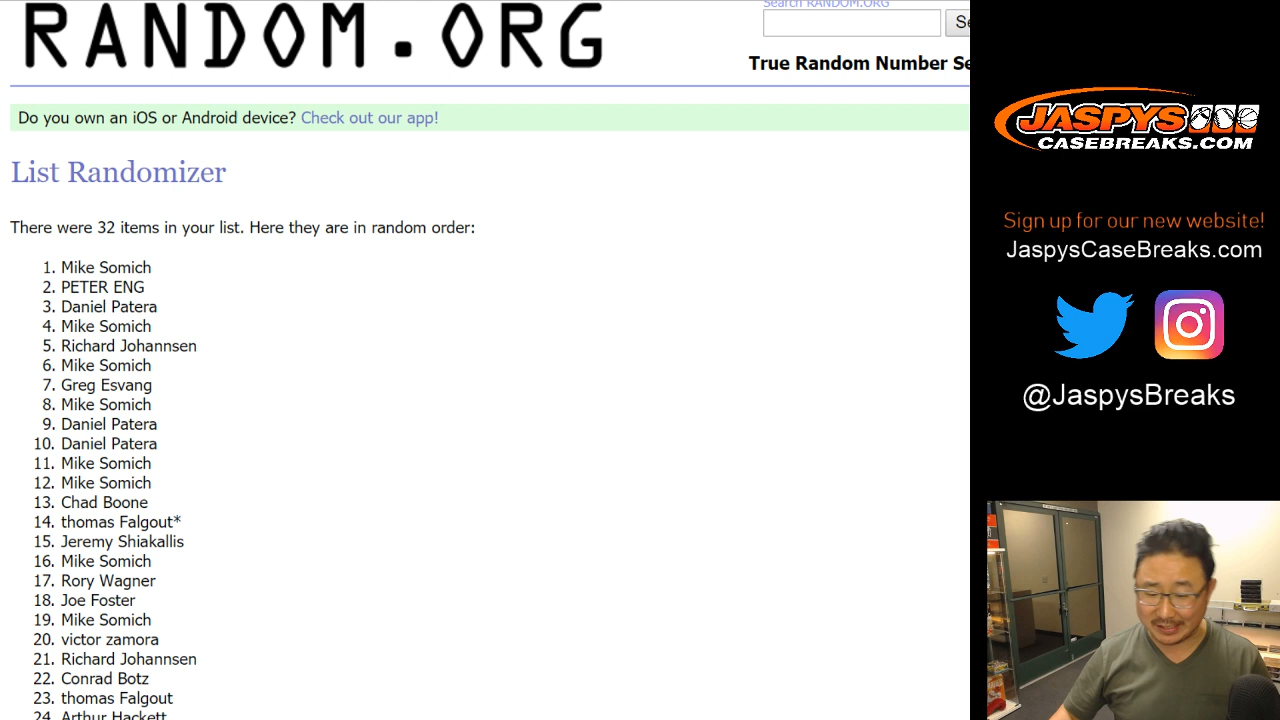 RANDOM.ORG
Search RANDOM.ORG
True Random Number Se
Do you own an iOS or Android device? Check out our app!
List Randomizer
There were 32 items in your list. Here they are in random order:
1. Mike Somich
2. PETER ENG
3. Daniel Patera
4. Mike Somich
5. Richard Johannsen
6. Mike Somich
7. Greg Esvang
8. Mike Somich
9. Daniel Patera
10. Daniel Patera
11. Mike Somich
12. Mike Somich
13. Chad Boone
14. thomas Falgout*
15. Jeremy Shiakallis
16. Mike Somich
17. Rory Wagner
18. Joe Foster
19. Mike Somich
20. victor zamora
21. Richard Johannsen
22. Conrad Botz
23. thomas Falgout
24. Arthur Hackett
JASPYS
CASEBREAKS.COM
Sign up for our new website!
JaspysCaseBreaks.com
@JaspysBreaks